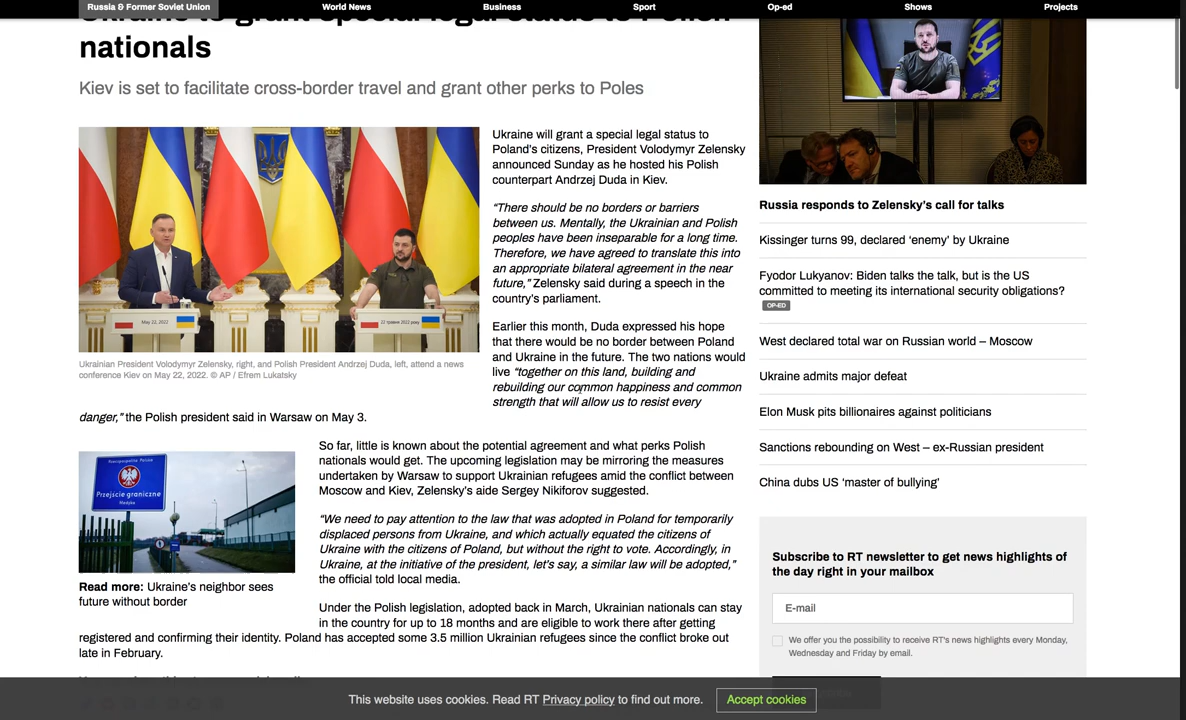 Russia & Former Soviet Union
World News
Business
Sport
Op-ed
Shows
Projects
Ukraine to grant special legal status to Polish
nationals
Kiev is set to facilitate cross-border travel and grant other perks to Poles
May 22, 2022
22 травня 2022 року
Ukrainian President Volodymyr Zelensky, right, and Polish President Andrzej Duda, left, attend a news
conference Kiev on May 22, 2022. © AP / Efrem Lukatsky
Ukraine will grant a special legal status to
Poland's citizens, President Volodymyr Zelensky
announced Sunday as he hosted his Polish
counterpart Andrzej Duda in Kiev.
“There should be no borders or barriers
between us. Mentally, the Ukrainian and Polish
peoples have been inseparable for a long time.
Therefore, we have agreed to translate this into
an appropriate bilateral agreement in the near
future,” Zelensky said during a speech in the
country's parliament.
Earlier this month, Duda expressed his hope
that there would be no border between Poland
and Ukraine in the future. The two nations would
live “together on this land, building and
rebuilding our common happiness and common
strength that will allow us to resist every
danger,” the Polish president said in Warsaw on May 3.
Rzeczpospolita Polska
Przejście graniczne
Medyka
Read more: Ukraine's neighbor sees
future without border
So far, little is known about the potential agreement and what perks Polish
nationals would get. The upcoming legislation may be mirroring the measures
undertaken by Warsaw to support Ukrainian refugees amid the conflict between
Moscow and Kiev, Zelensky's aide Sergey Nikiforov suggested.
“We need to pay attention to the law that was adopted in Poland for temporarily
displaced persons from Ukraine, and which actually equated the citizens of
Ukraine with the citizens of Poland, but without the right to vote. Accordingly, in
Ukraine, at the initiative of the president, let's say, a similar law will be adopted,”
the official told local media.
Under the Polish legislation, adopted back in March, Ukrainian nationals can stay
in the country for up to 18 months and are eligible to work there after getting
registered and confirming their identity. Poland has accepted some 3.5 million Ukrainian refugees since the conflict broke out
late in February.
Russia responds to Zelensky's call for talks
Kissinger turns 99, declared ‘enemy’ by Ukraine
Fyodor Lukyanov: Biden talks the talk, but is the US
committed to meeting its international security obligations?
OP-ED
West declared total war on Russian world – Moscow
Ukraine admits major defeat
Elon Musk pits billionaires against politicians
Sanctions rebounding on West – ex-Russian president
China dubs US ‘master of bullying’
Subscribe to RT newsletter to get news highlights of
the day right in your mailbox
E-mail
We offer you the possibility to receive RT's news highlights every Monday,
Wednesday and Friday by email.
This website uses cookies. Read RT Privacy policy to find out more.
Accept cookies